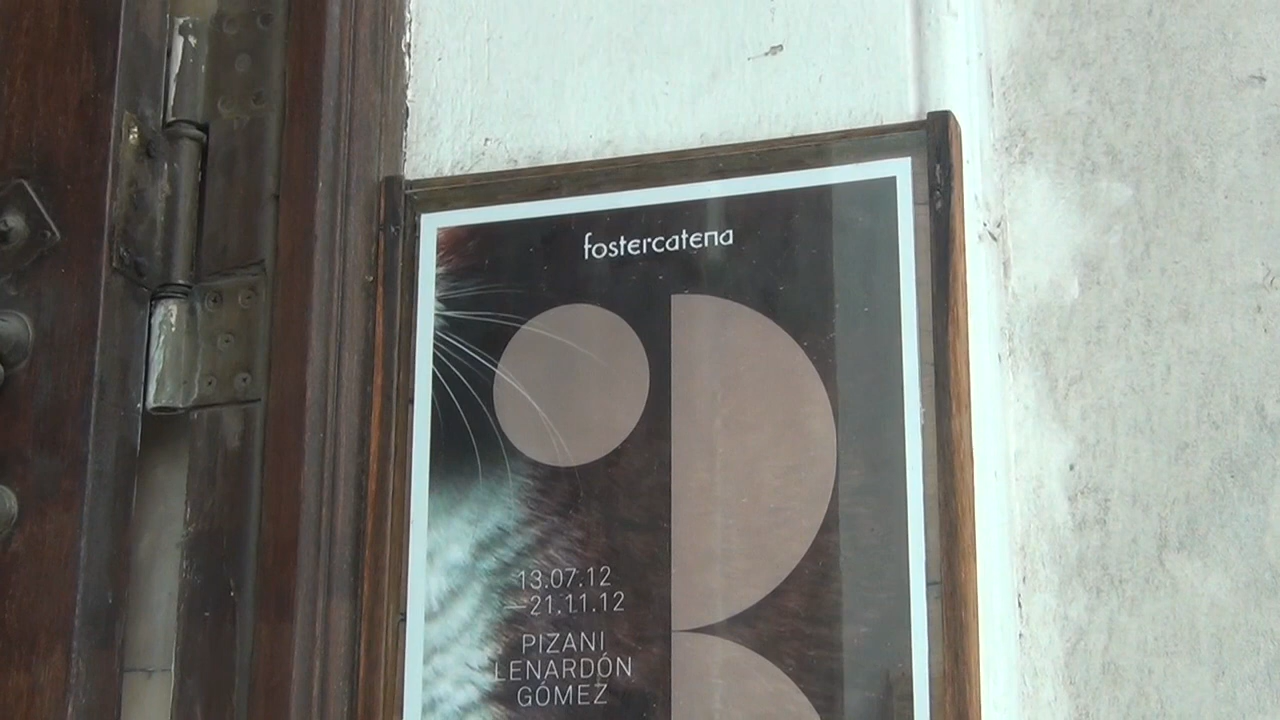 fostercatena
13.07.12
—21.11.12
PIZANI
LENARDÓN
GÓMEZ